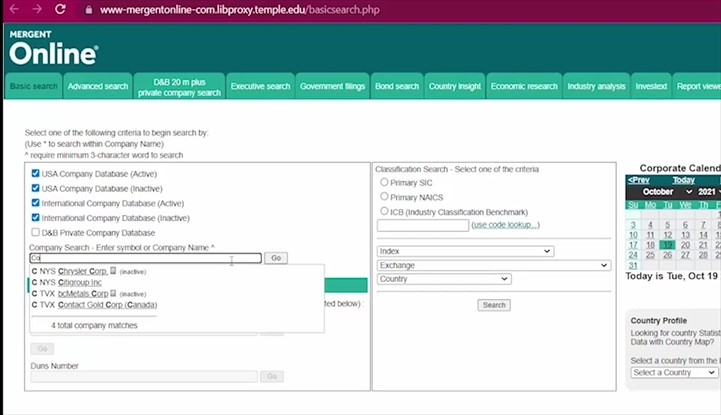 www-mergentonline-com.libproxy.temple.edu/basicsearch.php
MERGENT
Online®
Basic search
Advanced search
D&B 20 m plus
private company search
Executive search
Government filings
Bond search
Country Insight
Economic research
Industry analysis
Investext
Report viewe
Select one of the following criteria to begin search by:
(Use * to search within Company Name)
^ require minimum 3-character word to search
USA Company Database (Active)
USA Company Database (Inactive)
International Company Database (Active)
International Company Database (Inactive)
D&B Private Company Database
Company Search - Enter symbol or Company Name ^
Co
Go
C NYS Chrysler Corp. (inactive)
C NYS Citigroup Inc
C TVX bcMetals Corp (inactive)
C TVX Contact Gold Corp (Canada)
4 total company matches
ted below) :
Go
Duns Number
Go
Classification Search - Select one of the criteria
Primary SIC
Primary NAICS
ICB (Industry Classification Benchmark)
(use code lookup...)
Index
Exchange
Country
Search
Corporate Calend
<Prev Today
October 2021
Su Mo Tu We Th Fr
3 4 5 6 7
10 11 12 13 14
17 18 19 20 21
24 25 26 27 28
31
Today is Tue, Oct 19
Country Profile
Looking for country Statist
Data with Country Map?
Select a country from the l
Select a Country